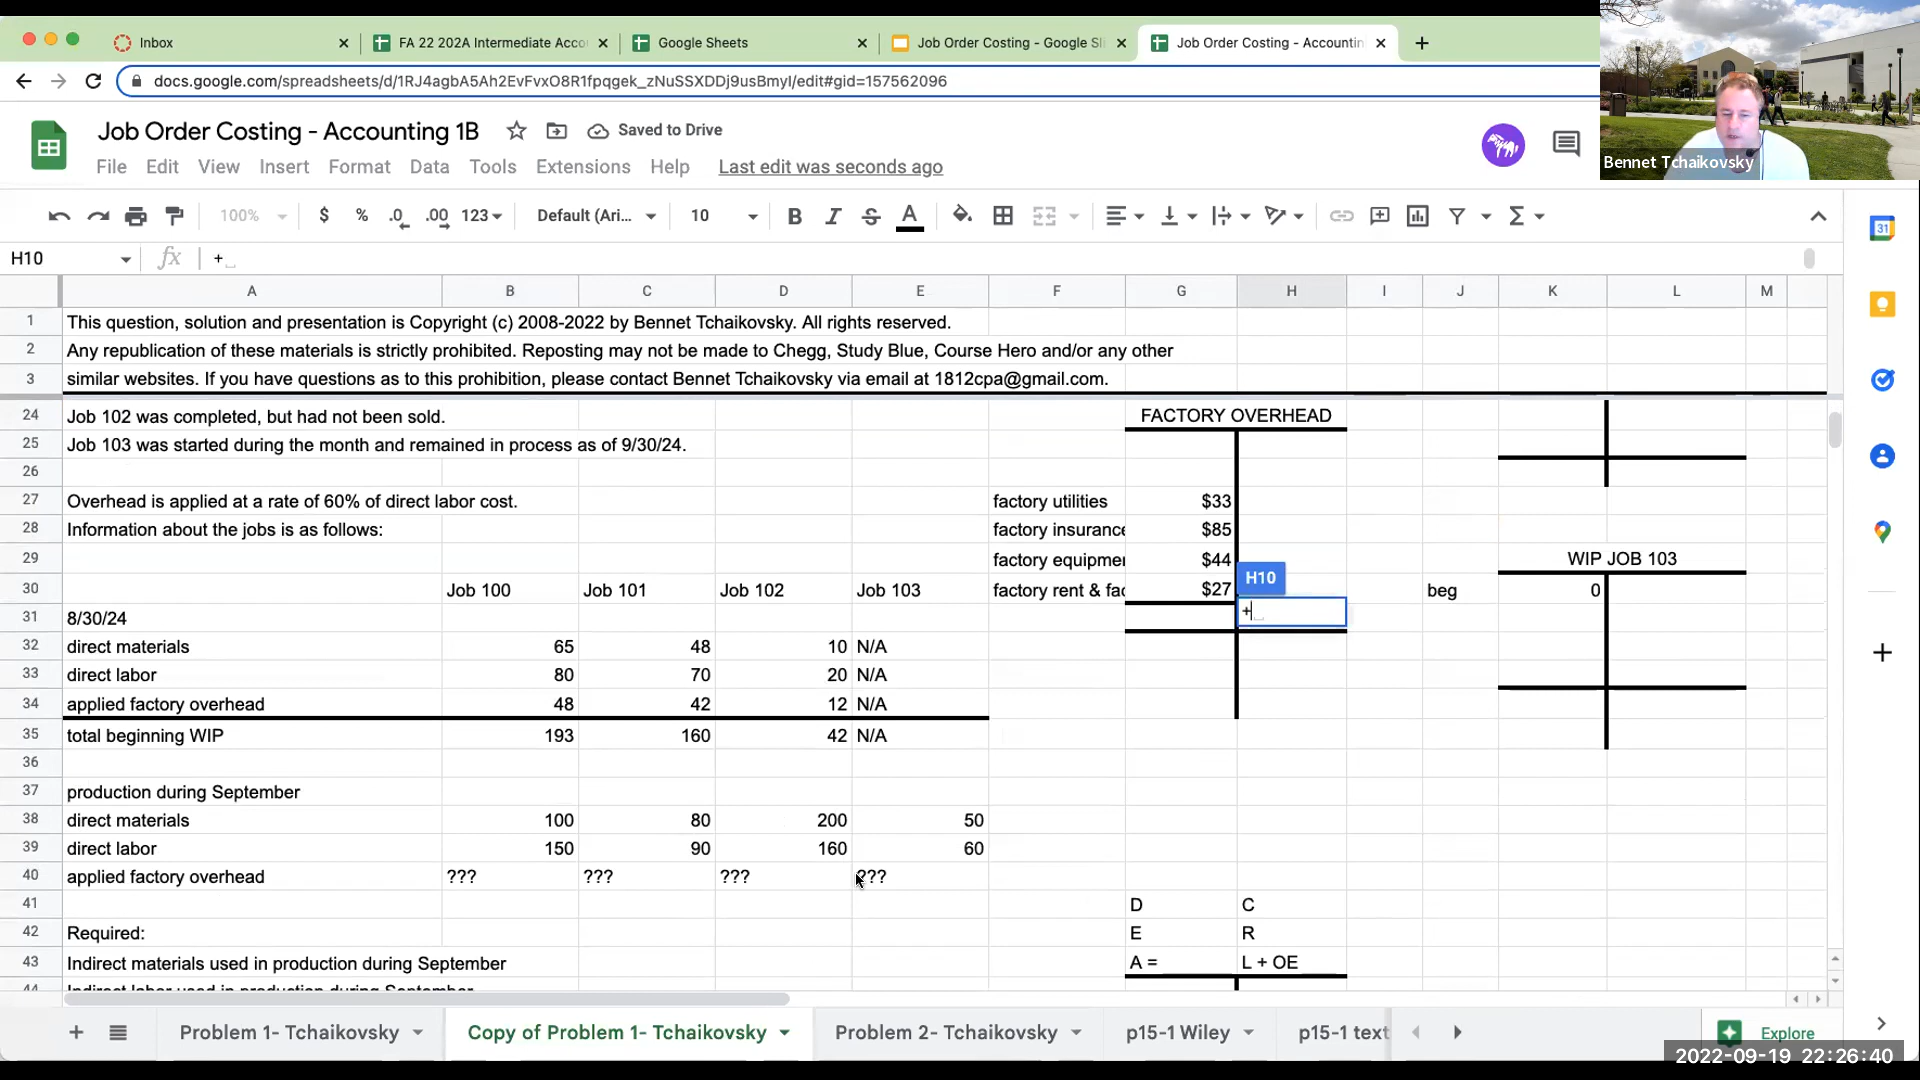 Inbox
FA 22 202A Intermediate Acco
Google Sheets
Job Order Costing - Google Sl
Job Order Costing - Accountin
docs.google.com/spreadsheets/d/1RJ4agbA5Ah2EvFvxO8R1fpqgek_zNuSSXDDj9usBmyI/edit#gid=157562096
Job Order Costing - Accounting 1B
Saved to Drive
File Edit View Insert Format Data Tools Extensions Help Last edit was seconds ago
Bennet Tchaikovsky
100% $ % .0 .00 123 Default (Ari... 10 B I S A
31
H10 fx +
A B C D E F G H I J K L M
1 This question, solution and presentation is Copyright (c) 2008-2022 by Bennet Tchaikovsky. All rights reserved.
2 Any republication of these materials is strictly prohibited. Reposting may not be made to Chegg, Study Blue, Course Hero and/or any other
3 similar websites. If you have questions as to this prohibition, please contact Bennet Tchaikovsky via email at 1812cpa@gmail.com.
24 Job 102 was completed, but had not been sold. FACTORY OVERHEAD
25 Job 103 was started during the month and remained in process as of 9/30/24.
26
27 Overhead is applied at a rate of 60% of direct labor cost. factory utilities $33
28 Information about the jobs is as follows: factory insurance $85
29 factory equipmer $44 WIP JOB 103
H10
30 Job 100 Job 101 Job 102 Job 103 factory rent & fac $27 beg 0
31 8/30/24 +
32 direct materials 65 48 10 N/A
33 direct labor 80 70 20 N/A
34 applied factory overhead 48 42 12 N/A
35 total beginning WIP 193 160 42 N/A
36
37 production during September
38 direct materials 100 80 200 50
39 direct labor 150 90 160 60
40 applied factory overhead ??? ??? ??? ???
41 D C
42 Required: E R
43 Indirect materials used in production during September A = L + OE
44 Indirect labor used in production during September
Problem 1- Tchaikovsky
Copy of Problem 1- Tchaikovsky
Problem 2- Tchaikovsky
p15-1 Wiley
p15-1 text
Explore
2022-09-19 22:26:40